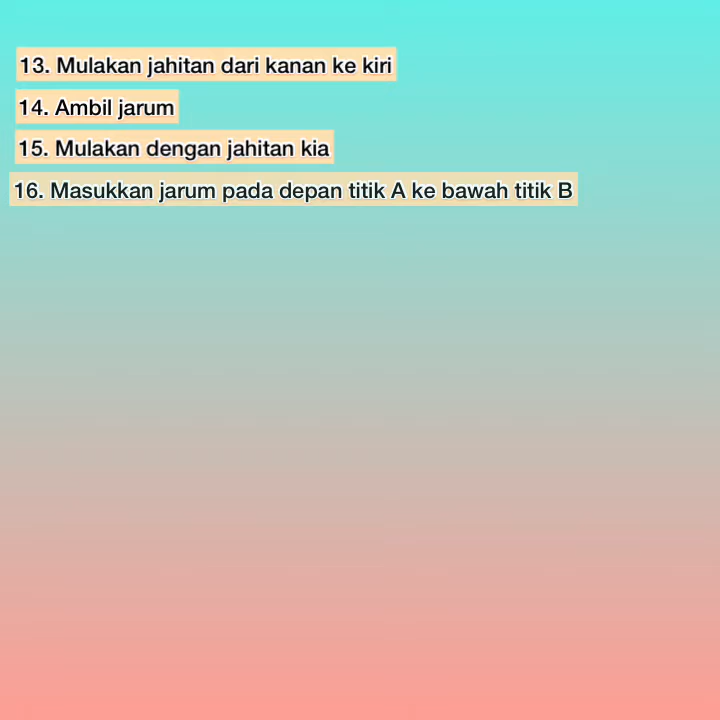 13. Mulakan jahitan dari kanan ke kiri
14. Ambil jarum
15. Mulakan dengan jahitan kia
16. Masukkan jarum pada depan titik A ke bawah titik B